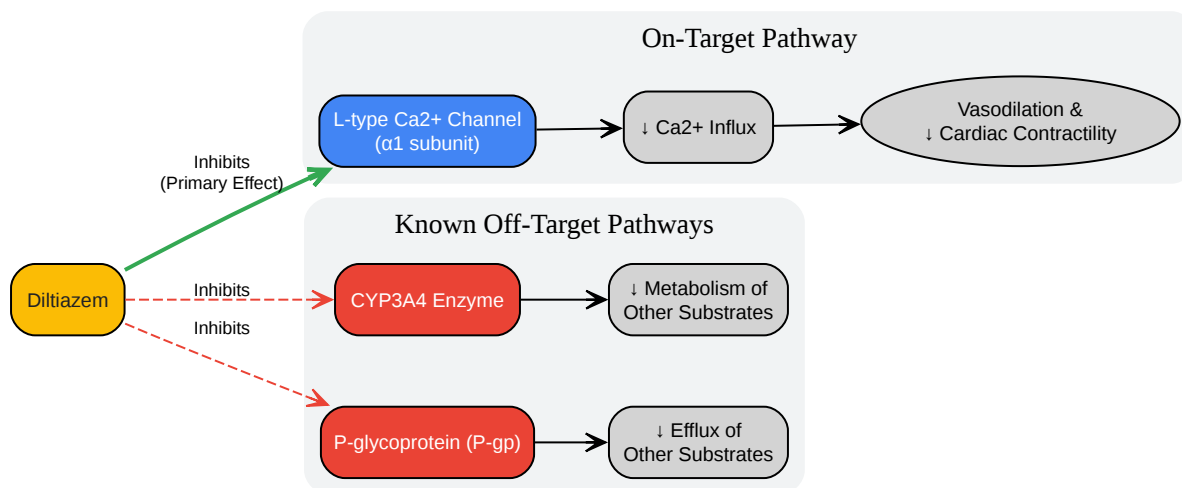 On-Target Pathway
L-type Ca2+ Channel
(α1 subunit)
↓ Ca2+ Influx
Vasodilation &
↓ Cardiac Contractility
Inhibits
(Primary Effect)
Known Off-Target Pathways
Diltiazem
Inhibits
CYP3A4 Enzyme
↓ Metabolism of
Other Substrates
Inhibits
P-glycoprotein (P-gp)
↓ Efflux of
Other Substrates